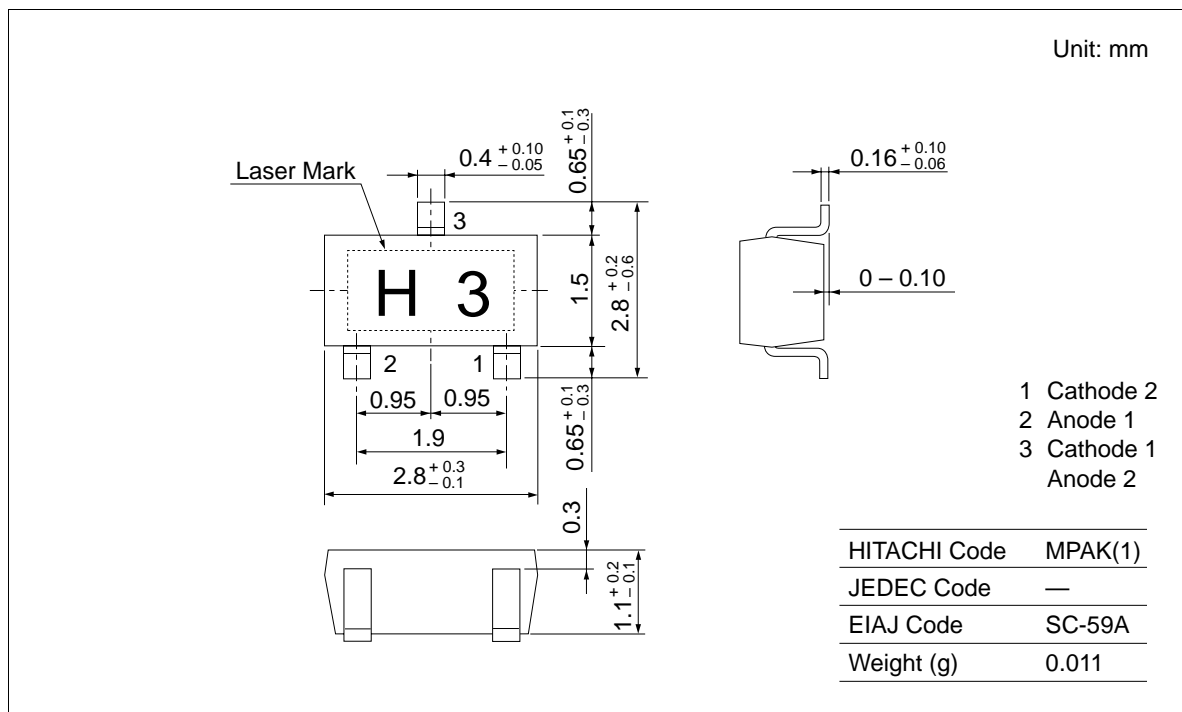 Unit: mm
Laser Mark
0.4 + 0.10 – 0.05
0.65 + 0.1 – 0.3
0.16 + 0.10 – 0.06
3
H 3
1.5
2.8 + 0.2 – 0.6
0 – 0.10
2
1
0.95
0.95
0.65 + 0.1 – 0.3
1.9
2.8 + 0.3 – 0.1
1 Cathode 2
2 Anode 1
3 Cathode 1
Anode 2
0.3
1.1 + 0.2 – 0.1
HITACHI Code MPAK(1)
JEDEC Code —
EIAJ Code SC-59A
Weight (g) 0.011